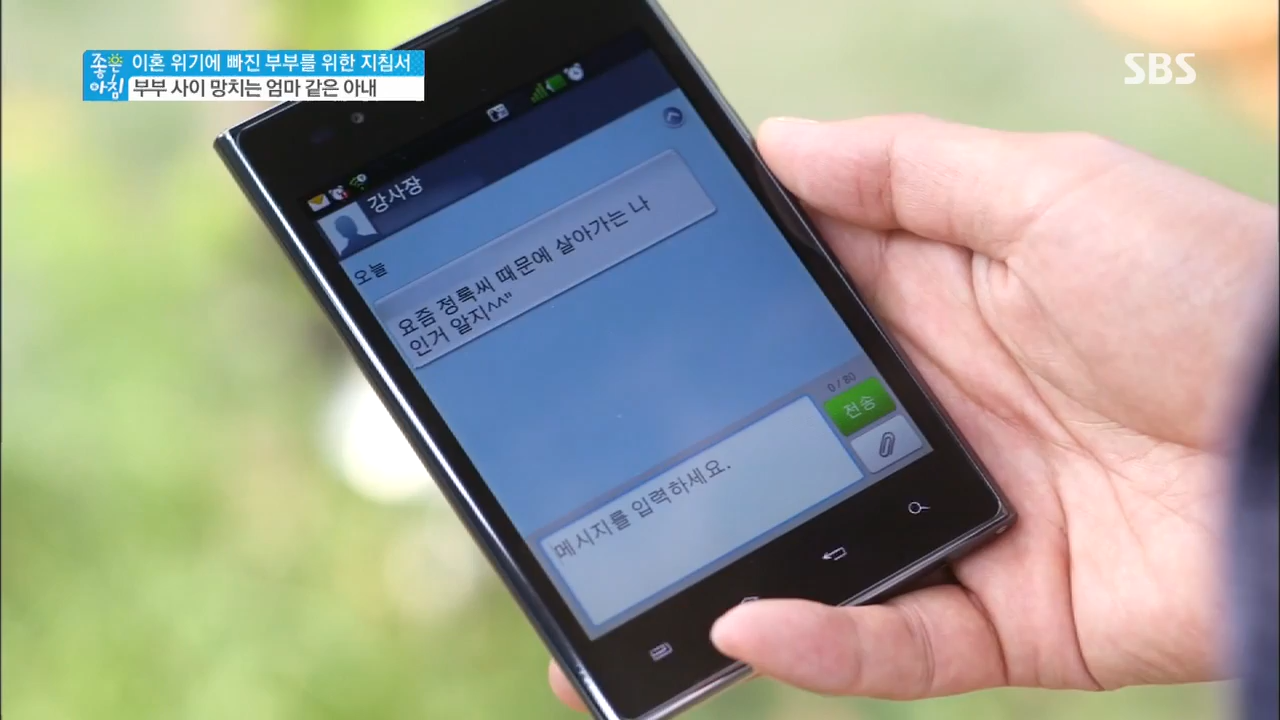 좋은
아침
이혼 위기에 빠진 부부를 위한 지침서
부부 사이 망치는 엄마 같은 아내
SBS
강사장
오늘
요즘 정록씨 때문에 살아가는 나
인거 알지^^"
0 / 80
전송
메시지를 입력하세요.